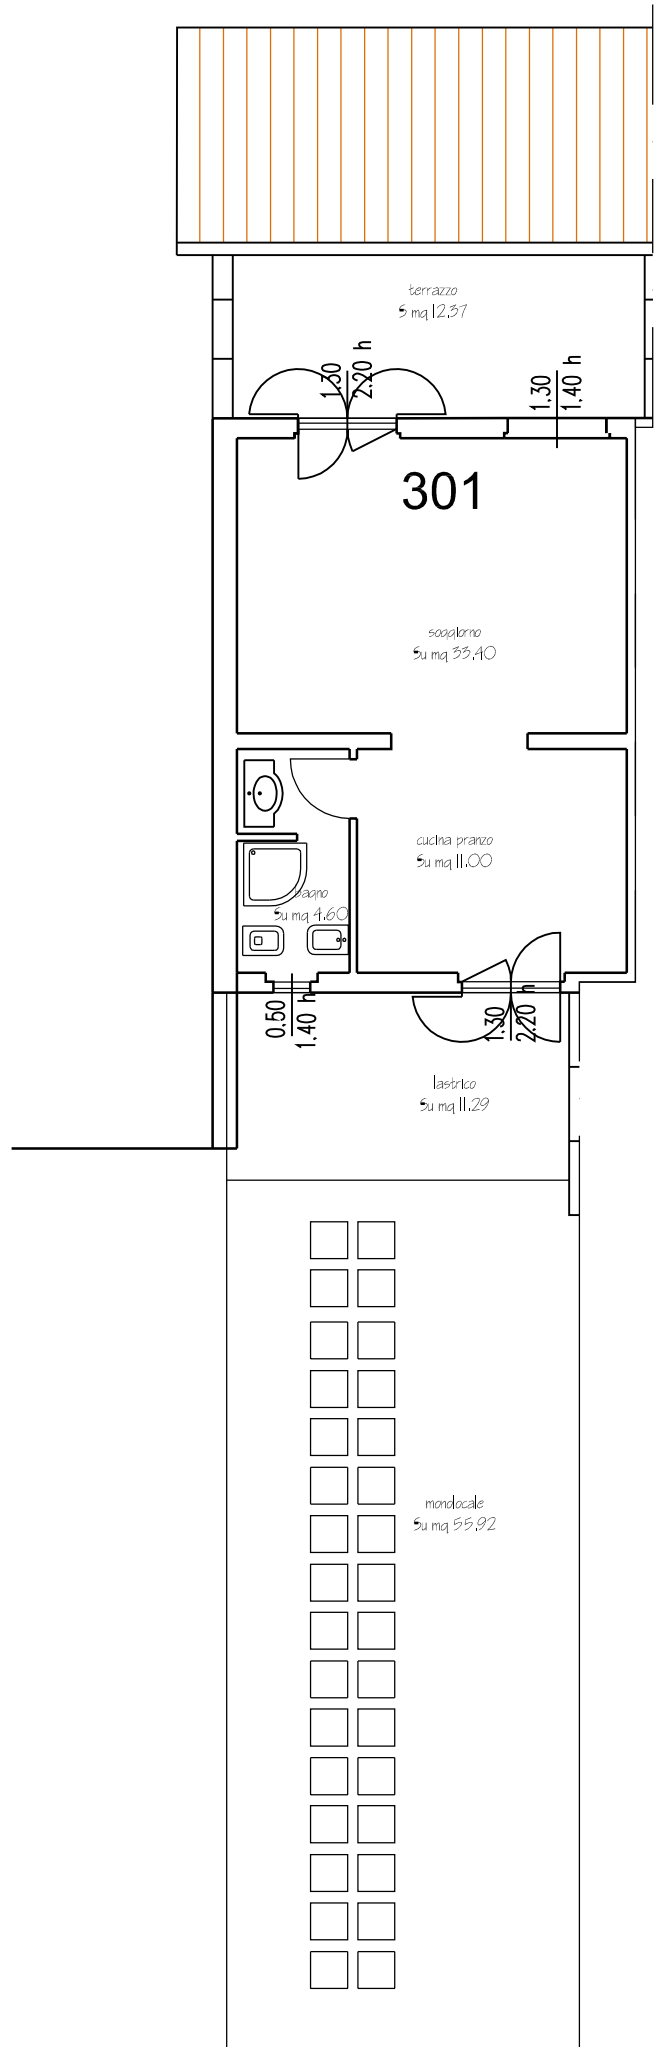 terrazzo
S mq 12.37
1.30
2.20 h
1.30
1.40 h
301
soggiorno
Su mq 33.40
cucina pranzo
Su mq 11.00
bagno
Su mq 4.60
0.50
1.40 h
1.30
2.20 h
lastrico
Su mq 11.29
monolocale
Su mq 55.92